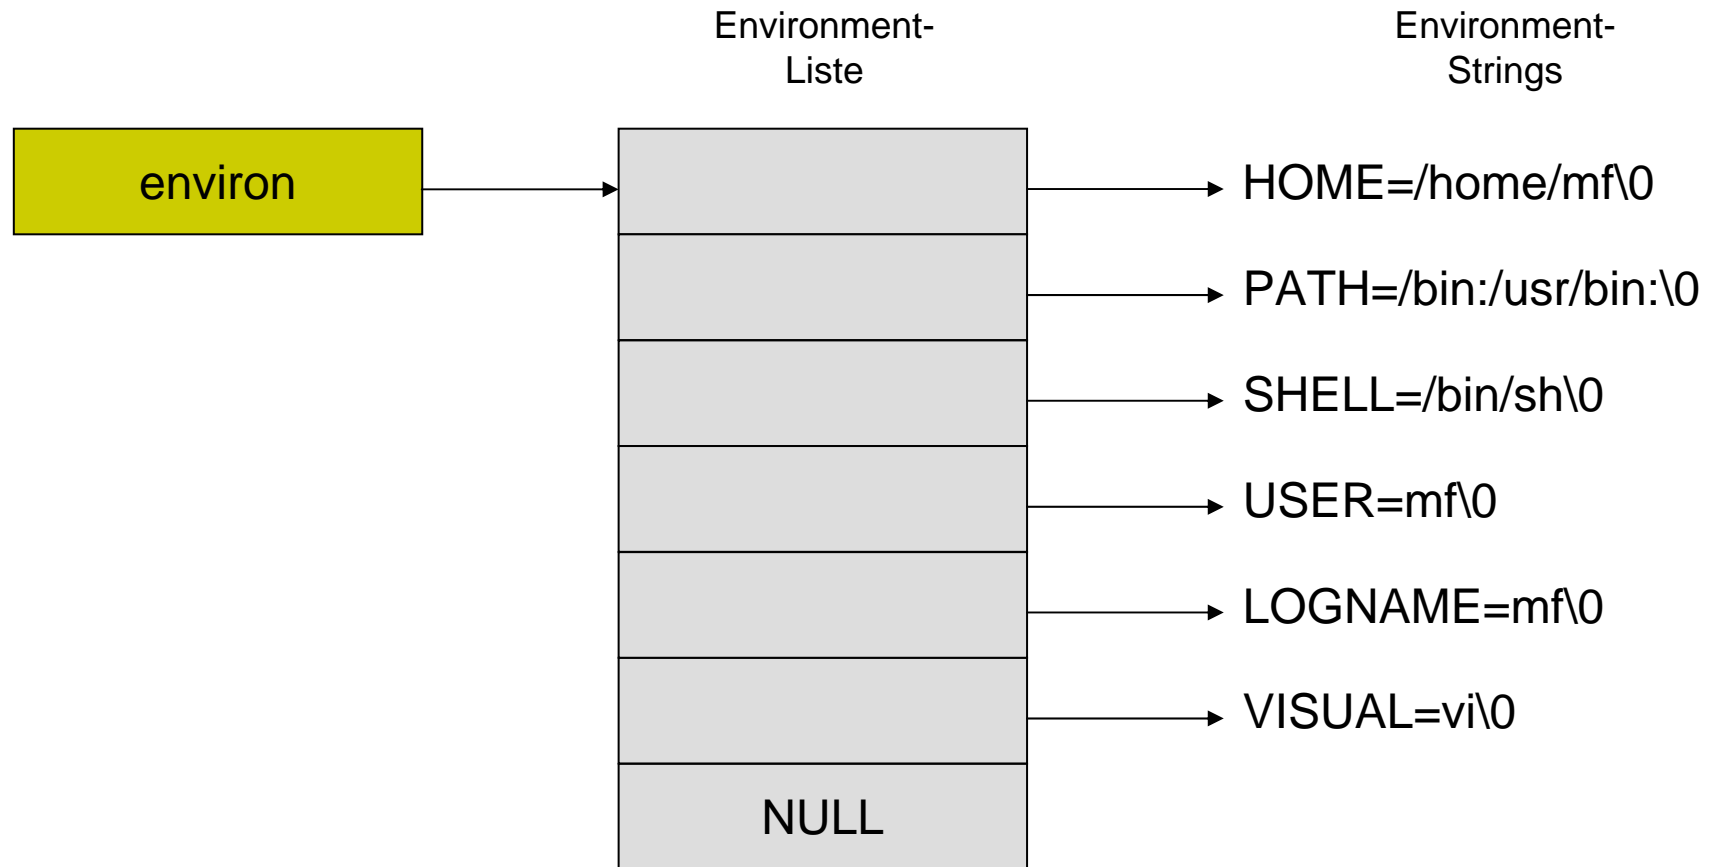 Environment-
Liste
Environment-
Strings
environ
HOME=/home/mf\0
PATH=/bin:/usr/bin:\0
SHELL=/bin/sh\0
USER=mf\0
LOGNAME=mf\0
VISUAL=vi\0
NULL